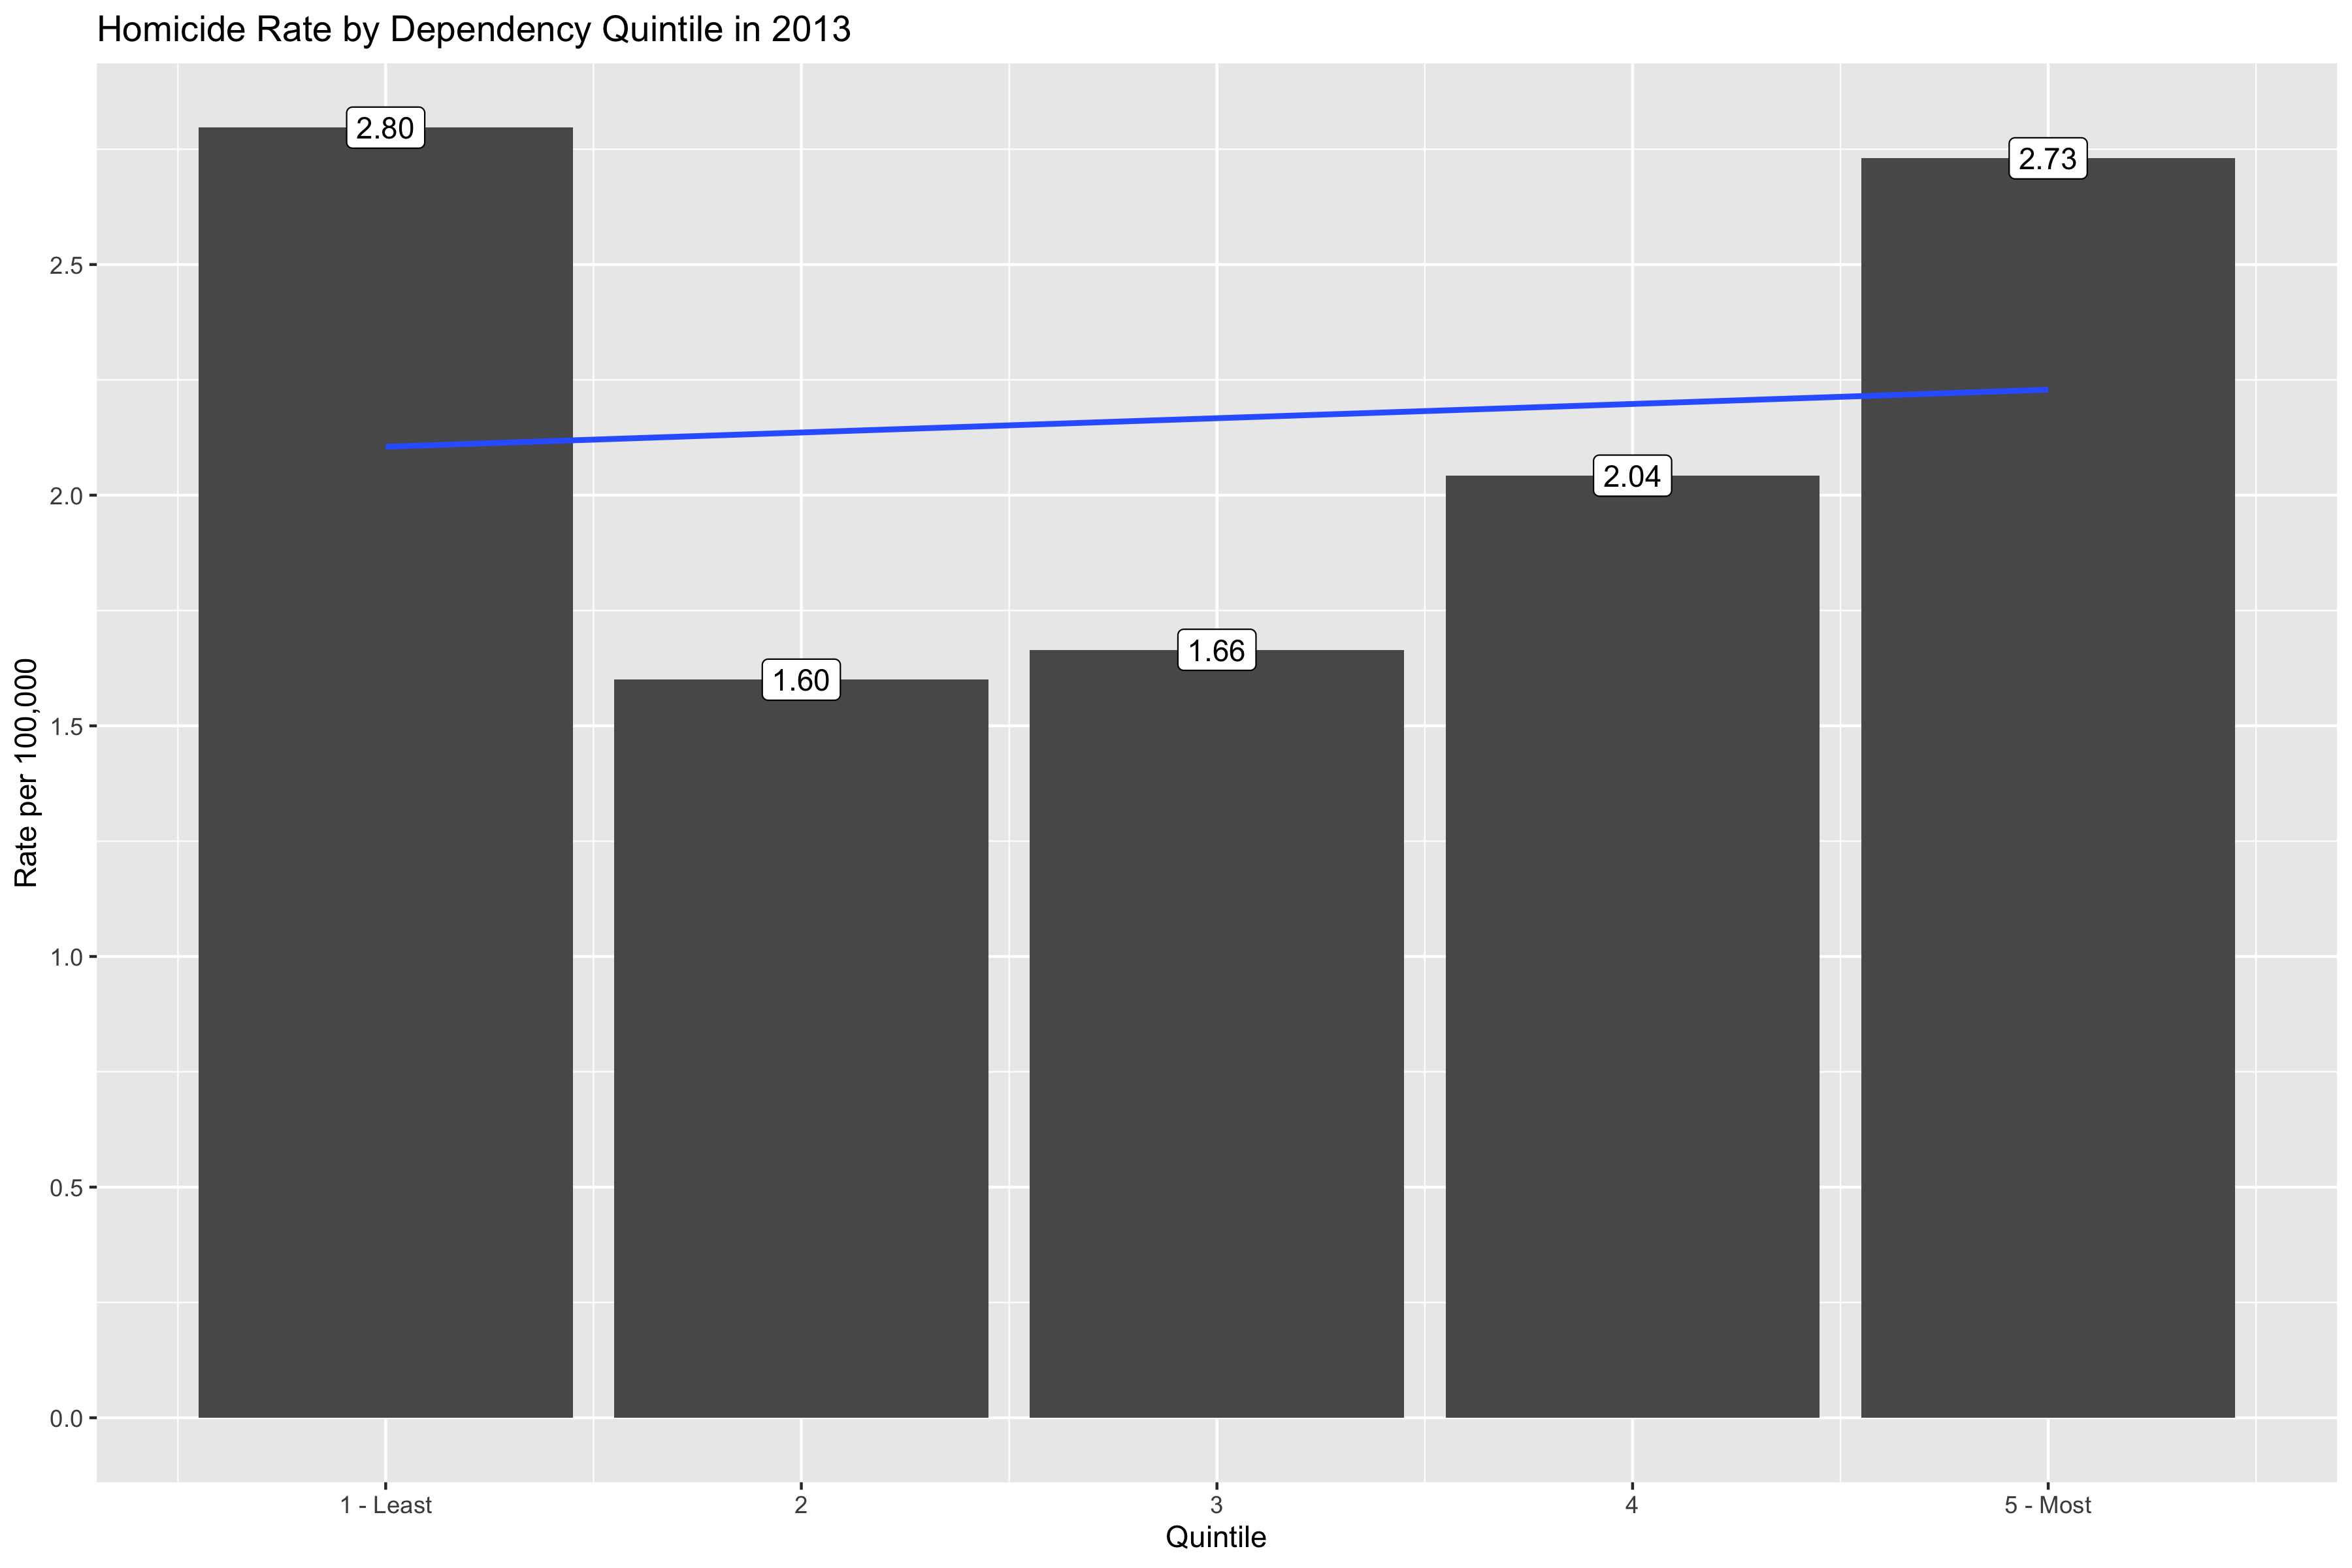 Homicide Rate by Dependency Quintile in 2013
2.80
2.73
2.5
2.0
2.04
1.66
1.60
1.5
1.0
0.5
0.0
Rate per 100,000
1 - Least
2
3
4
5 - Most
Quintile